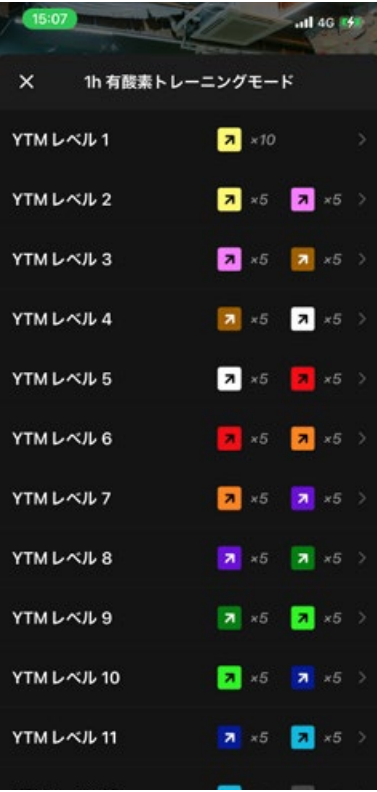 15:07 4G
1h 有酸素トレーニングモード
YTM レベル 1 ×10
YTM レベル 2 ×5 ×5
YTM レベル 3 ×5 ×5
YTM レベル 4 ×5 ×5
YTM レベル 5 ×5 ×5
YTM レベル 6 ×5 ×5
YTM レベル 7 ×5 ×5
YTM レベル 8 ×5 ×5
YTM レベル 9 ×5 ×5
YTM レベル 10 ×5 ×5
YTM レベル 11 ×5 ×5